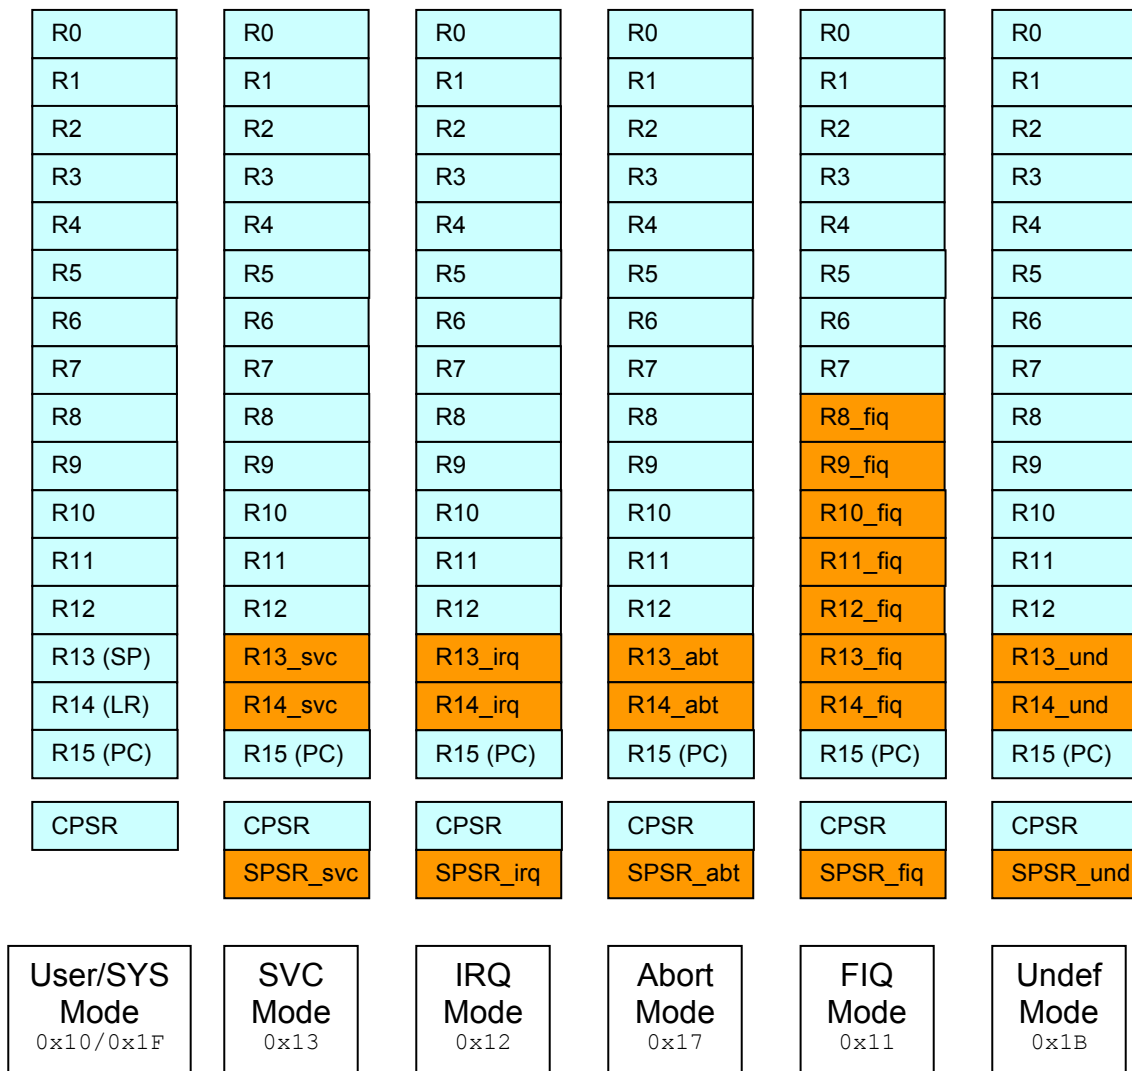 R0 R0 R0 R0 R0 R0
R1 R1 R1 R1 R1 R1
R2 R2 R2 R2 R2 R2
R3 R3 R3 R3 R3 R3
R4 R4 R4 R4 R4 R4
R5 R5 R5 R5 R5 R5
R6 R6 R6 R6 R6 R6
R7 R7 R7 R7 R7 R7
R8 R8 R8 R8 R8_fiq R8
R9 R9 R9 R9 R9_fiq R9
R10 R10 R10 R10 R10_fiq R10
R11 R11 R11 R11 R11_fiq R11
R12 R12 R12 R12 R12_fiq R12
R13 (SP) R13_svc R13_irq R13_abt R13_fiq R13_und
R14 (LR) R14_svc R14_irq R14_abt R14_fiq R14_und
R15 (PC) R15 (PC) R15 (PC) R15 (PC) R15 (PC) R15 (PC)
CPSR CPSR CPSR CPSR CPSR CPSR
SPSR_svc SPSR_irq SPSR_abt SPSR_fiq SPSR_und
User/SYS SVC IRQ Abort FIQ Undef
Mode Mode Mode Mode Mode Mode
0x10/0x1F 0x13 0x12 0x17 0x11 0x1B